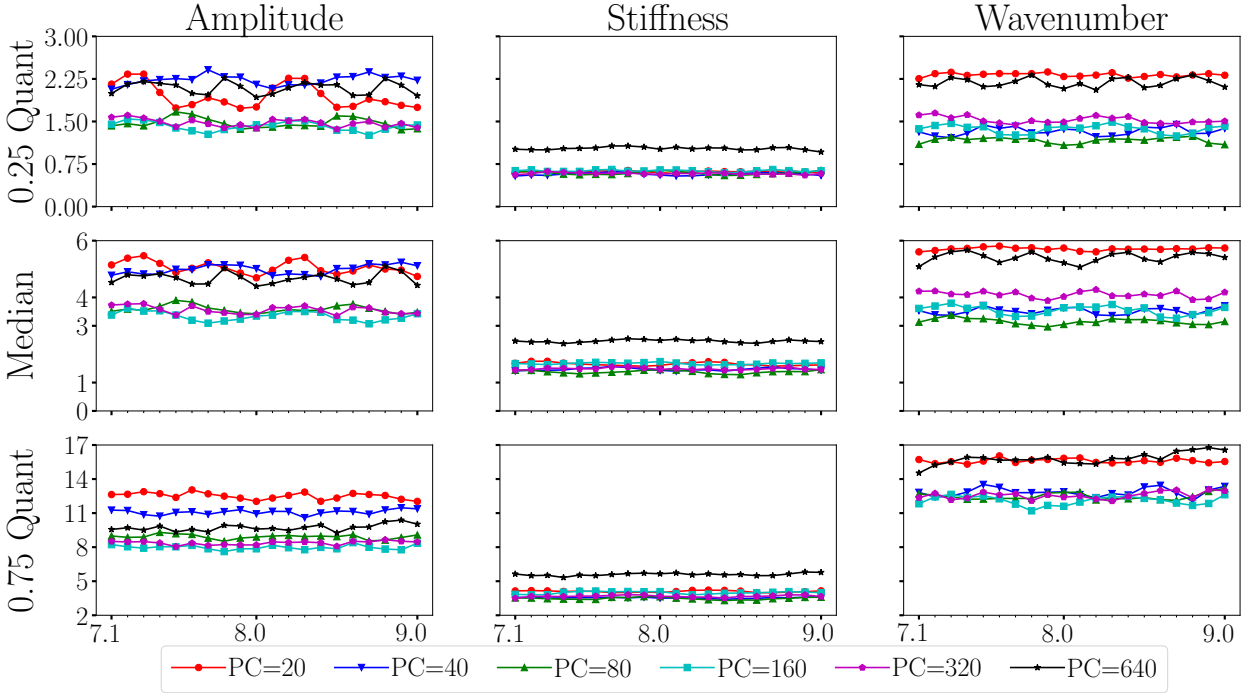 Amplitude Stiffness Wavenumber
0.25 Quant
3.00
2.25
1.50
0.75
0.00
Median
6
4
3
1
0
0.75 Quant
17
14
11
8
5
2
7.1 8.0 9.0 7.1 8.0 9.0 7.1 8.0 9.0
PC=20 PC=40 PC=80 PC=160 PC=320 PC=640